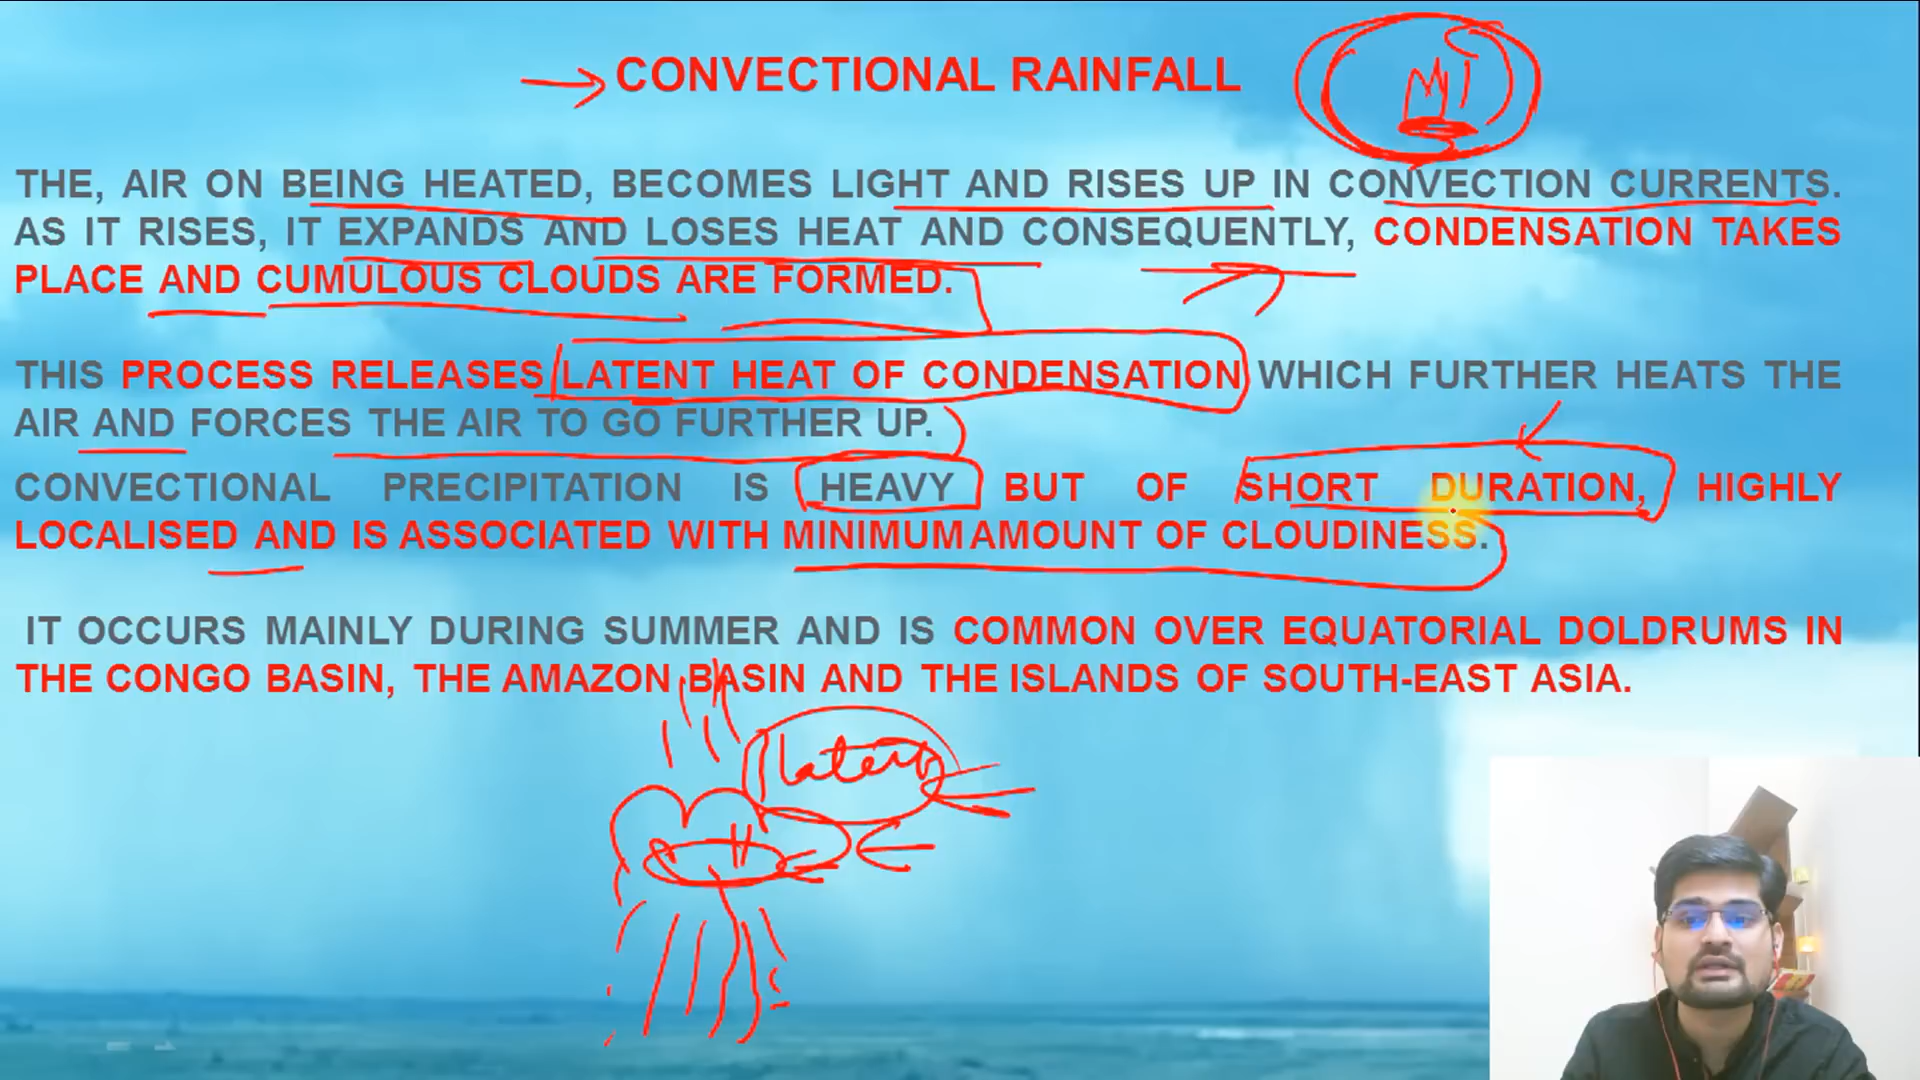 CONVECTIONAL RAINFALL
MI
THE, AIR ON BEING HEATED, BECOMES LIGHT AND RISES UP IN CONVECTION CURRENTS.
AS IT RISES, IT EXPANDS AND LOSES HEAT AND CONSEQUENTLY, CONDENSATION TAKES
PLACE AND CUMULOUS CLOUDS ARE FORMED.
THIS PROCESS RELEASES LATENT HEAT OF CONDENSATION WHICH FURTHER HEATS THE
AIR AND FORCES THE AIR TO GO FURTHER UP.
CONVECTIONAL PRECIPITATION IS HEAVY BUT OF SHORT DURATION, HIGHLY
LOCALISED AND IS ASSOCIATED WITH MINIMUM AMOUNT OF CLOUDINESS.
IT OCCURS MAINLY DURING SUMMER AND IS COMMON OVER EQUATORIAL DOLDRUMS IN
THE CONGO BASIN, THE AMAZON BASIN AND THE ISLANDS OF SOUTH-EAST ASIA.
latent